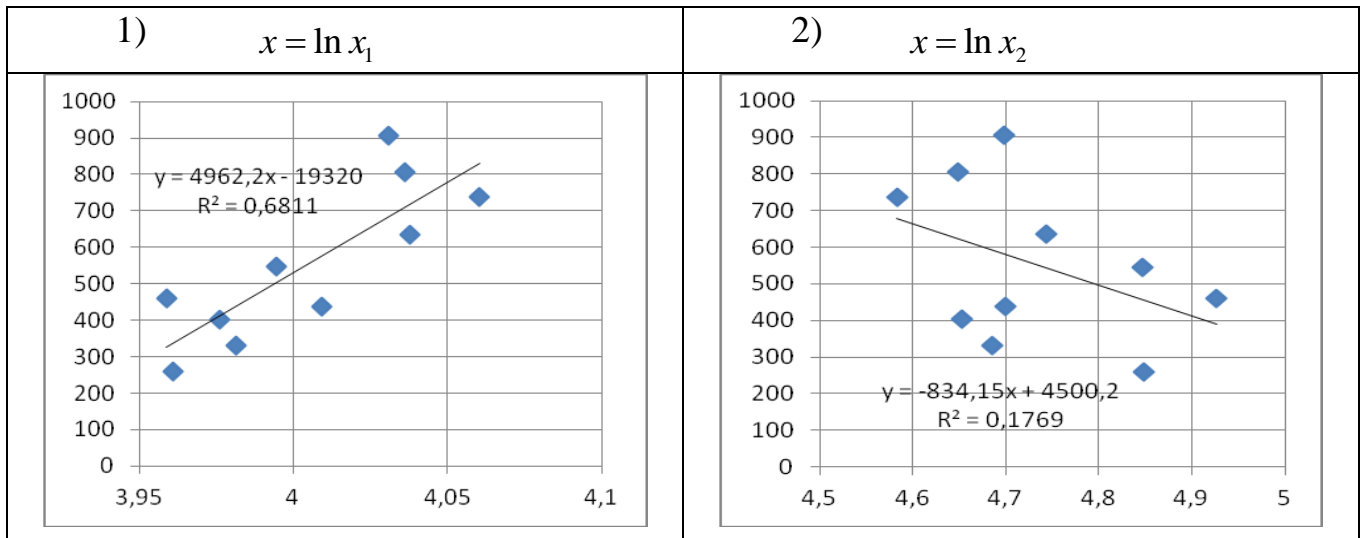 1) x = ln x₁
1000
900
800
700
600
500
400
300
200
100
0
y = 4962,2x - 19320
R² = 0,6811
3,95 4 4,05 4,1
2) x = ln x₂
1000
900
800
700
600
500
400
300
200
100
0
y = -834,15x + 4500,2
R² = 0,1769
4,5 4,6 4,7 4,8 4,9 5